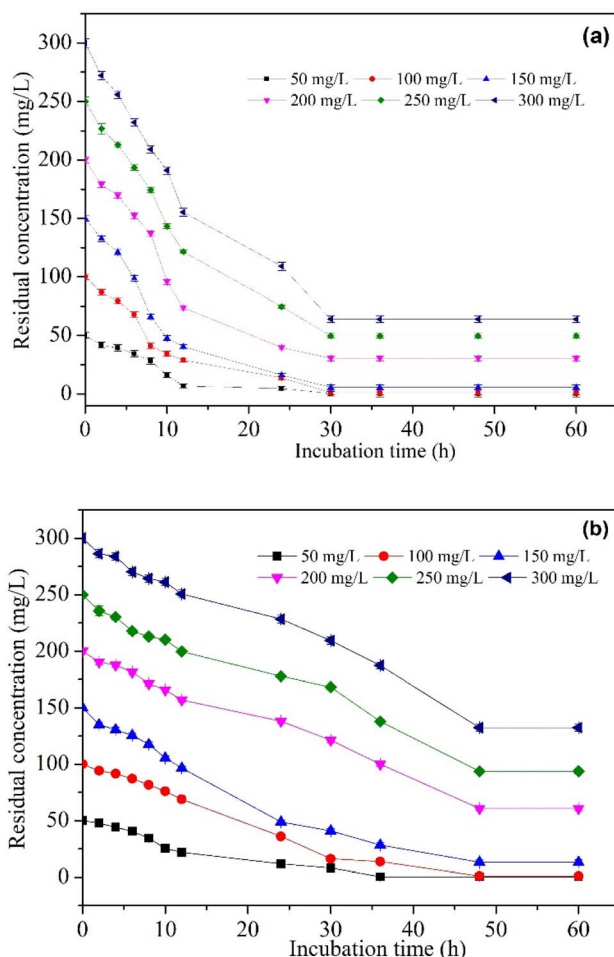 (a)
50 mg/L 100 mg/L 150 mg/L
200 mg/L 250 mg/L 300 mg/L
Residual concentration (mg/L)
300
250
200
150
100
50
0
0 10 20 30 40 50 60
Incubation time (h)
(b)
50 mg/L 100 mg/L 150 mg/L
200 mg/L 250 mg/L 300 mg/L
Residual concentration (mg/L)
300
250
200
150
100
50
0
0 10 20 30 40 50 60
Incubation time (h)